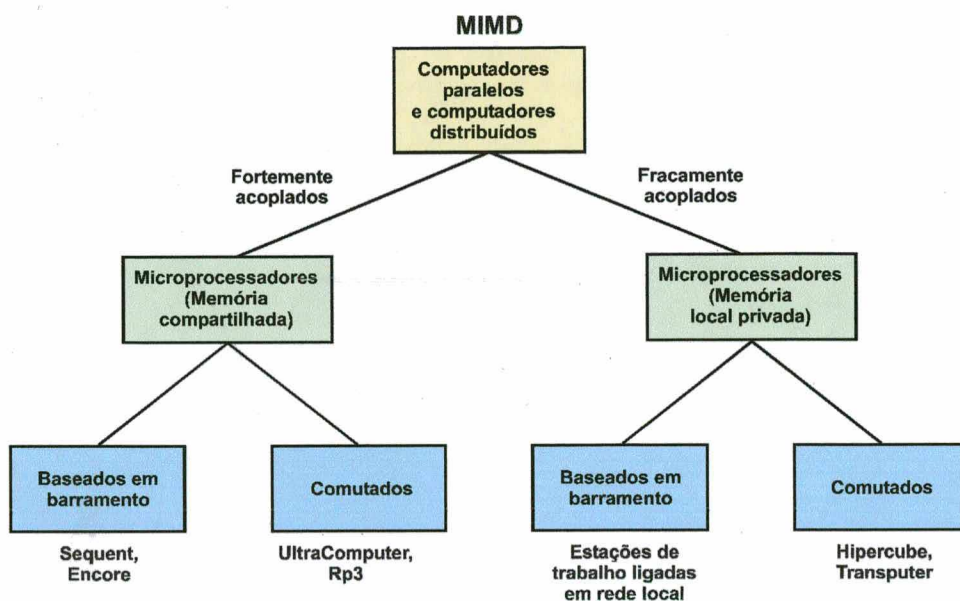 MIMD
Computadores
paralelos
e computadores
distribuídos
Fortemente
acoplados
Fracamente
acoplados
Microprocessadores
(Memória
compartilhada)
Microprocessadores
(Memória
local privada)
Baseados em
barramento
Comutados
Baseados em
barramento
Comutados
Sequent,
Encore
UltraComputer,
Rp3
Estações de
trabalho ligadas
em rede local
Hipercube,
Transputer